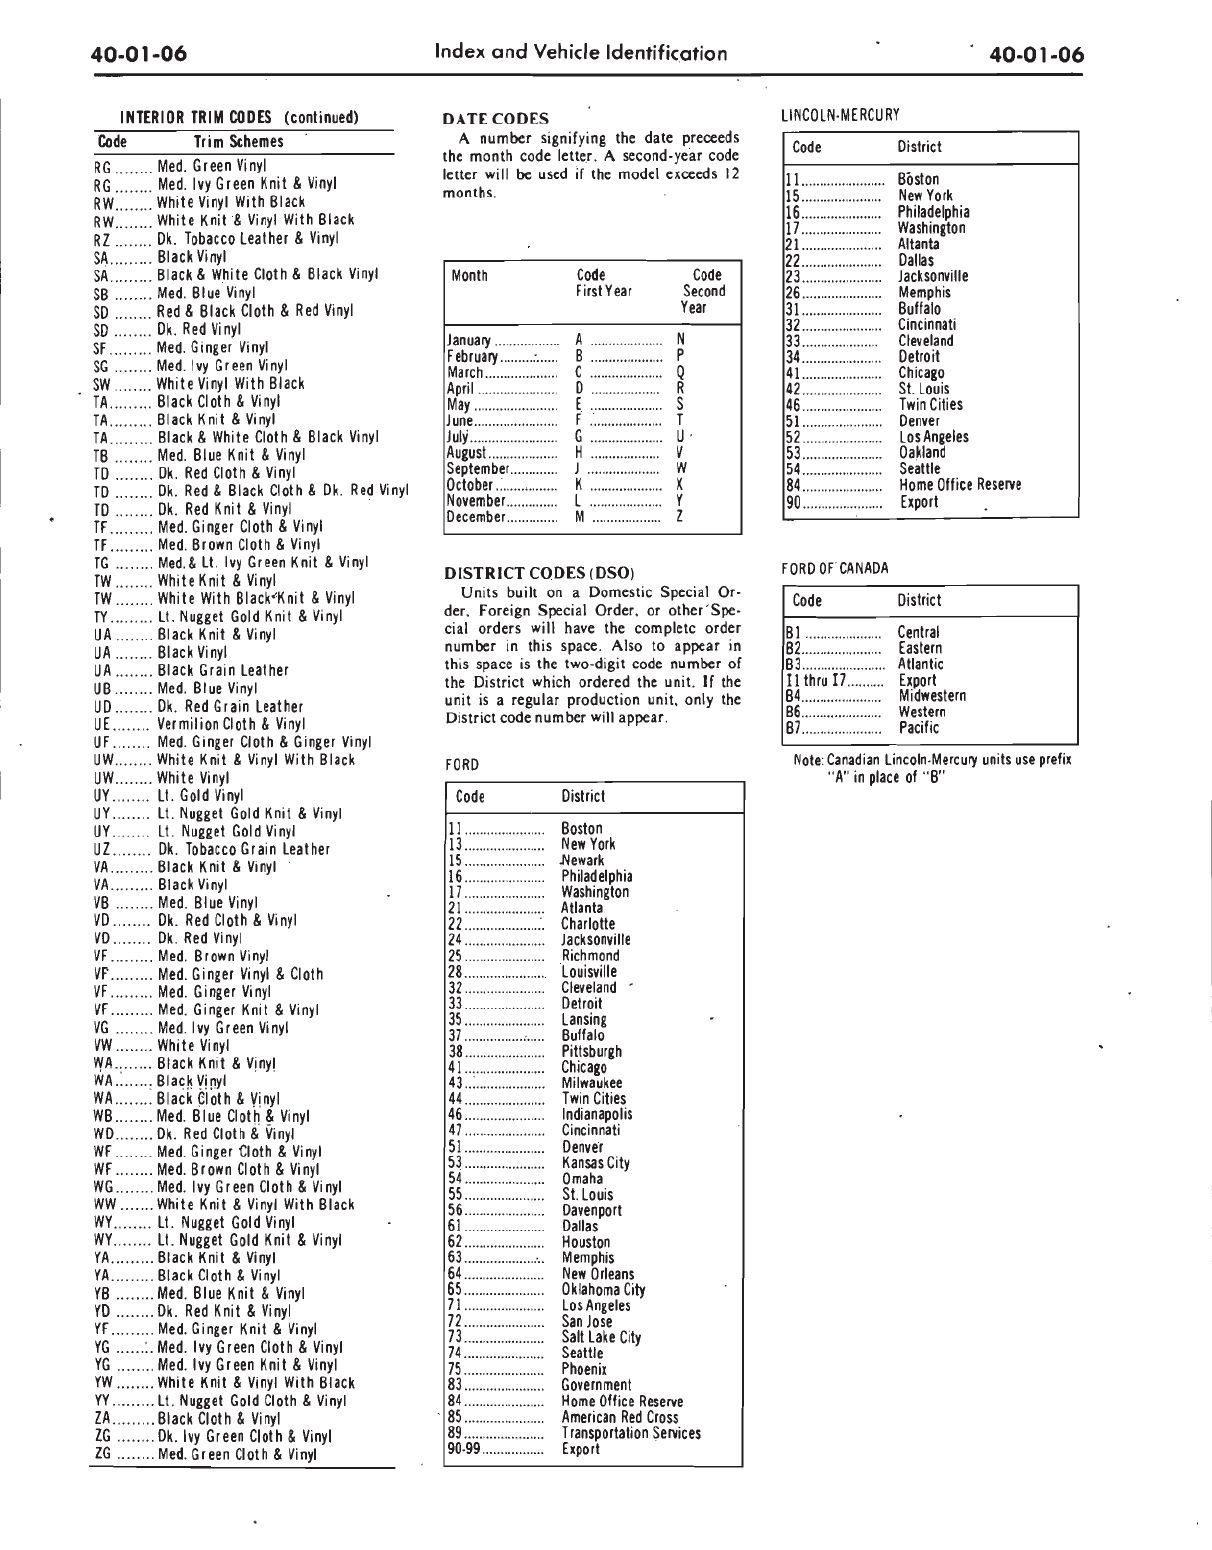 40-01-06 Index and Vehicle Identification 40-01-06
INTERIOR TRIM CODES (continued)
Code Trim Schemes
RG ........ Med. Green Vinyl
RG ........ Med. Ivy Green Knit & Vinyl
RW........ White Vinyl With Black
RW........ White Knit & Vinyl With Black
RZ ........ Dk. Tobacco Leather & Vinyl
SA......... Black Vinyl
SA......... Black & White Cloth & Black Vinyl
SB ........ Med. Blue Vinyl
SD ........ Red & Black Cloth & Red Vinyl
SD ........ Dk. Red Vinyl
SF......... Med. Ginger Vinyl
SG ........ Med. Ivy Green Vinyl
SW ........ White Vinyl With Black
TA......... Black Cloth & Vinyl
TA......... Black Knit & Vinyl
TA......... Black & White Cloth & Black Vinyl
TB ........ Med. Blue Knit & Vinyl
TD ........ Dk. Red Cloth & Vinyl
TD ........ Dk. Red & Black Cloth & Dk. Red Vinyl
TD ........ Dk. Red Knit & Vinyl
TF......... Med. Ginger Cloth & Vinyl
TF......... Med. Brown Cloth & Vinyl
TG ........ Med. & Lt. Ivy Green Knit & Vinyl
TW ........ White Knit & Vinyl
TW ........ White With Black Knit & Vinyl
TY......... Lt. Nugget Gold Knit & Vinyl
UA ........ Black Knit & Vinyl
UA ........ Black Vinyl
UA ........ Black Grain Leather
UB ........ Med. Blue Vinyl
UD ........ Dk. Red Grain Leather
UE........ Vermilion Cloth & Vinyl
UF........ Med. Ginger Cloth & Ginger Vinyl
UW........ White Knit & Vinyl With Black
UW........ White Vinyl
UY........ Lt. Gold Vinyl
UY........ Lt. Nugget Gold Knit & Vinyl
UY........ Lt. Nugget Gold Vinyl
UZ........ Dk. Tobacco Grain Leather
VA......... Black Knit & Vinyl
VA......... Black Vinyl
VB ........ Med. Blue Vinyl
VD ........ Dk. Red Cloth & Vinyl
VD ........ Dk. Red Vinyl
VF......... Med. Brown Vinyl
VF......... Med. Ginger Vinyl & Cloth
VF......... Med. Ginger Vinyl
VF......... Med. Ginger Knit & Vinyl
VG ........ Med. Ivy Green Vinyl
VW ........ White Vinyl
WA........ Black Knit & Vinyl
WA........ Black Vinyl
WA........ Black Cloth & Vinyl
WB........ Med. Blue Cloth & Vinyl
WD........ Dk. Red Cloth & Vinyl
WF ........ Med. Ginger Cloth & Vinyl
WF ........ Med. Brown Cloth & Vinyl
WG........ Med. Ivy Green Cloth & Vinyl
WW ....... White Knit & Vinyl With Black
WY........ Lt. Nugget Gold Vinyl
WY........ Lt. Nugget Gold Knit & Vinyl
YA......... Black Knit & Vinyl
YA......... Black Cloth & Vinyl
YB ........ Med. Blue Knit & Vinyl
YD ........ Dk. Red Knit & Vinyl
YF......... Med. Ginger Knit & Vinyl
YG ........ Med. Ivy Green Cloth & Vinyl
YG ........ Med. Ivy Green Knit & Vinyl
YW ........ White Knit & Vinyl With Black
YY......... Lt. Nugget Gold Cloth & Vinyl
ZA......... Black Cloth & Vinyl
ZG ........ Dk. Ivy Green Cloth & Vinyl
ZG ........ Med. Green Cloth & Vinyl
DATE CODES
A number signifying the date preceeds
the month code letter. A second-year code
letter will be used if the model exceeds 12
months.
Month Code Code
First Year Second
Year
January ................. A ................... N
February............... B ................... P
March................... C ................... Q
April ..................... D .................. R
May ...................... E ................... S
June...................... F ................... T
July....................... G ................... U
August.................. H .................. V
September............ J ................... W
October ................ K ................... X
November............. L ................... Y
December.............. M .................. Z
DISTRICT CODES (DSO)
Units built on a Domestic Special Or-
der, Foreign Special Order, or other Spe-
cial orders will have the complete order
number in this space. Also to appear in
this space is the two-digit code number of
the District which ordered the unit. If the
unit is a regular production unit, only the
District code number will appear.
FORD
Code District
11 ..................... Boston
13 ..................... New York
15 ..................... Newark
16 ..................... Philadelphia
17 ..................... Washington
21 ..................... Atlanta
22 ..................... Charlotte
24 ..................... Jacksonville
25 ..................... Richmond
28 ..................... Louisville
32 ..................... Cleveland
33 ..................... Detroit
35 ..................... Lansing
37 ..................... Buffalo
38 ..................... Pittsburgh
41 ..................... Chicago
43 ..................... Milwaukee
44 ..................... Twin Cities
46 ..................... Indianapolis
47 ..................... Cincinnati
51 ..................... Denver
53 ..................... Kansas City
54 ..................... Omaha
55 ..................... St. Louis
56 ..................... Davenport
61 ..................... Dallas
62 ..................... Houston
63 ..................... Memphis
64 ..................... New Orleans
65 ..................... Oklahoma City
71 ..................... Los Angeles
72 ..................... San Jose
73 ..................... Salt Lake City
74 ..................... Seattle
75 ..................... Phoenix
83 ..................... Government
84 ..................... Home Office Reserve
85 ..................... American Red Cross
89 ..................... Transportation Services
90-99 ................ Export
LINCOLN-MERCURY
Code District
11...................... Boston
15...................... New York
16...................... Philadelphia
17...................... Washington
21...................... Altanta
22...................... Dallas
23...................... Jacksonville
26...................... Memphis
31...................... Buffalo
32...................... Cincinnati
33...................... Cleveland
34...................... Detroit
41...................... Chicago
42...................... St. Louis
46...................... Twin Cities
51...................... Denver
52...................... Los Angeles
53...................... Oakland
54...................... Seattle
84...................... Home Office Reserve
90...................... Export
FORD OF CANADA
Code District
B1 ..................... Central
B2...................... Eastern
B3...................... Atlantic
I1 thru I7.......... Export
B4...................... Midwestern
B6...................... Western
B7...................... Pacific
Note: Canadian Lincoln-Mercury units use prefix
"A" in place of "B"